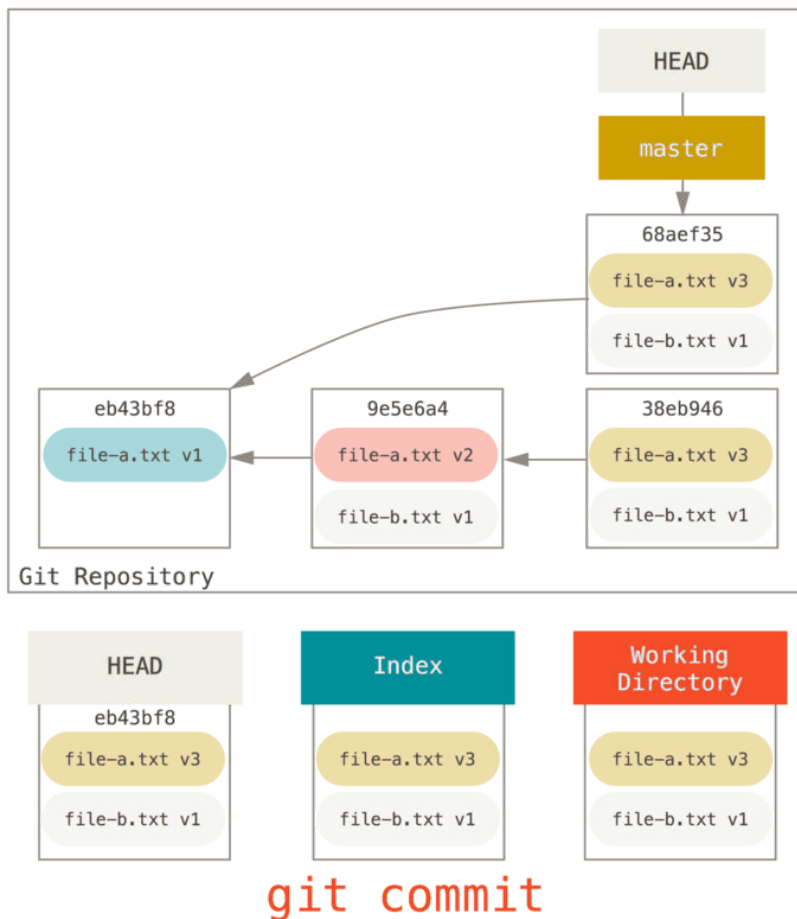 HEAD
master
68aef35
file-a.txt v3
file-b.txt v1
eb43bf8
file-a.txt v1
9e5e6a4
file-a.txt v2
file-b.txt v1
38eb946
file-a.txt v3
file-b.txt v1
Git Repository
HEAD
eb43bf8
file-a.txt v3
file-b.txt v1
Index
file-a.txt v3
file-b.txt v1
Working
Directory
file-a.txt v3
file-b.txt v1
git commit